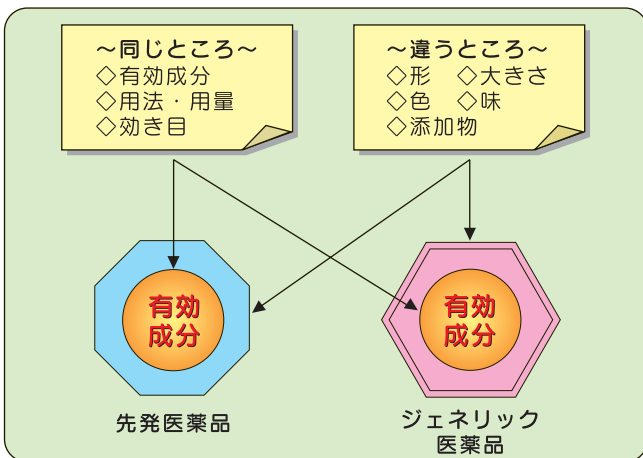 ～同じところ～
◇有効成分
◇用法・用量
◇効き目
～違うところ～
◇形 ◇大きさ
◇色 ◇味
◇添加物
有効
成分
先発医薬品
有効
成分
ジェネリック
医薬品